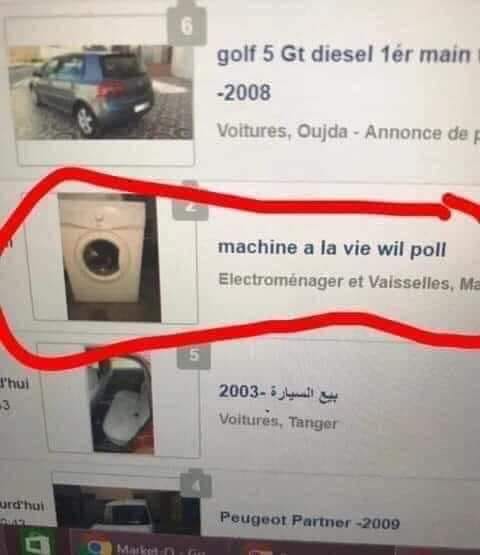 6
golf 5 Gt diesel 1ér main
-2008
Voitures, Oujda - Annonce de p
2
machine a la vie wil poll
Electroménager et Vaisselles, Ma
5
d'hui
:3
بيع السيارة -2003
Voitures, Tanger
4
urd'hui
Peugeot Partner -2009